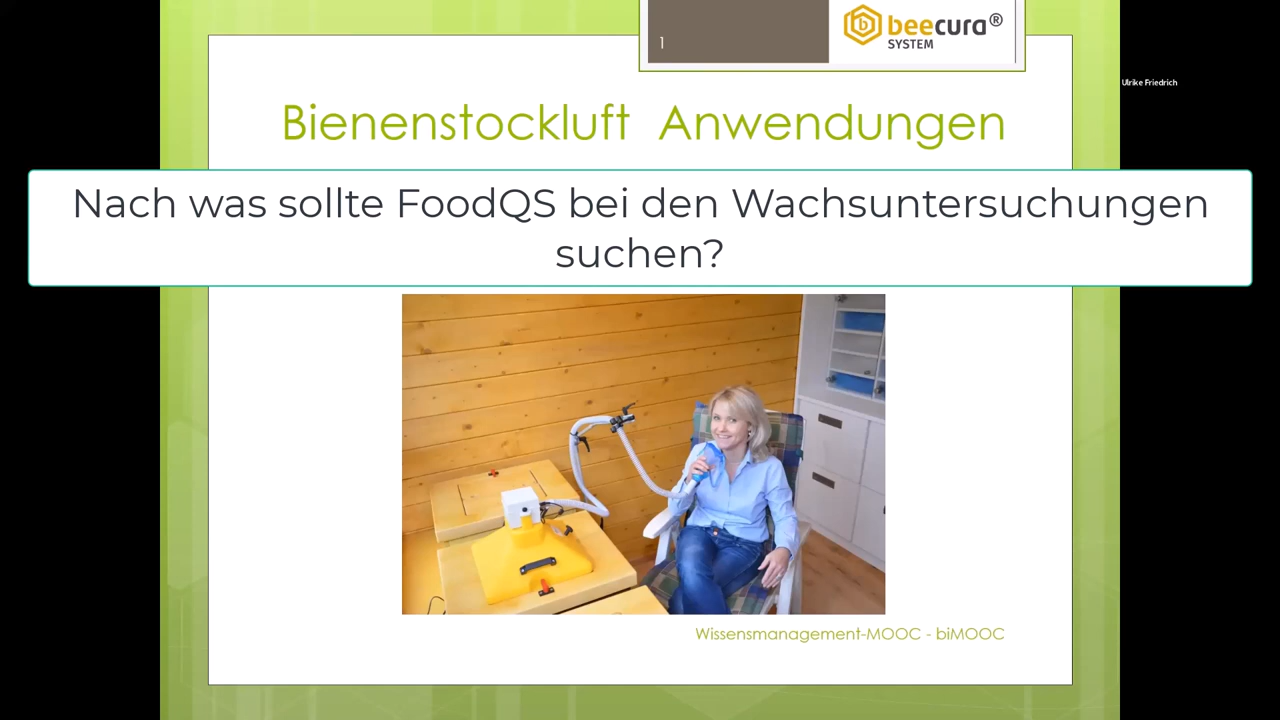 1
beecura®
SYSTEM
Ulrike Friedrich
Bienenstockluft Anwendungen
Nach was sollte FoodQS bei den Wachsuntersuchungen
suchen?
Wissensmanagement-MOOC - biMOOC